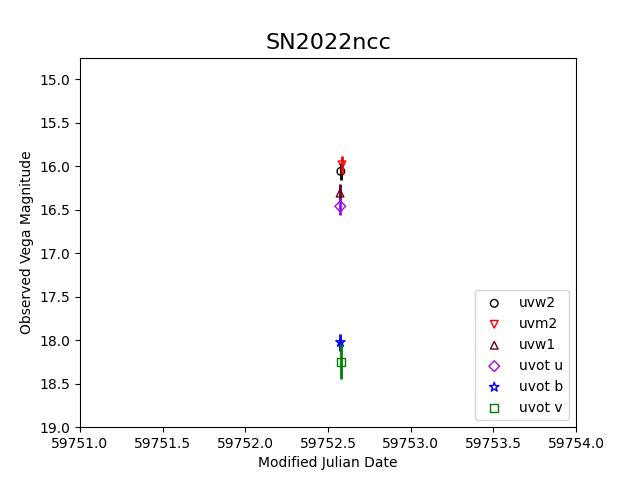 SN2022ncc
15.0
15.5
16.0
16.5
17.0
17.5
18.0
18.5
19.0
Observed Vega Magnitude
uvw2
uvm2
uvw1
uvot u
uvot b
uvot v
59751.0 59751.5 59752.0 59752.5 59753.0 59753.5 59754.0
Modified Julian Date